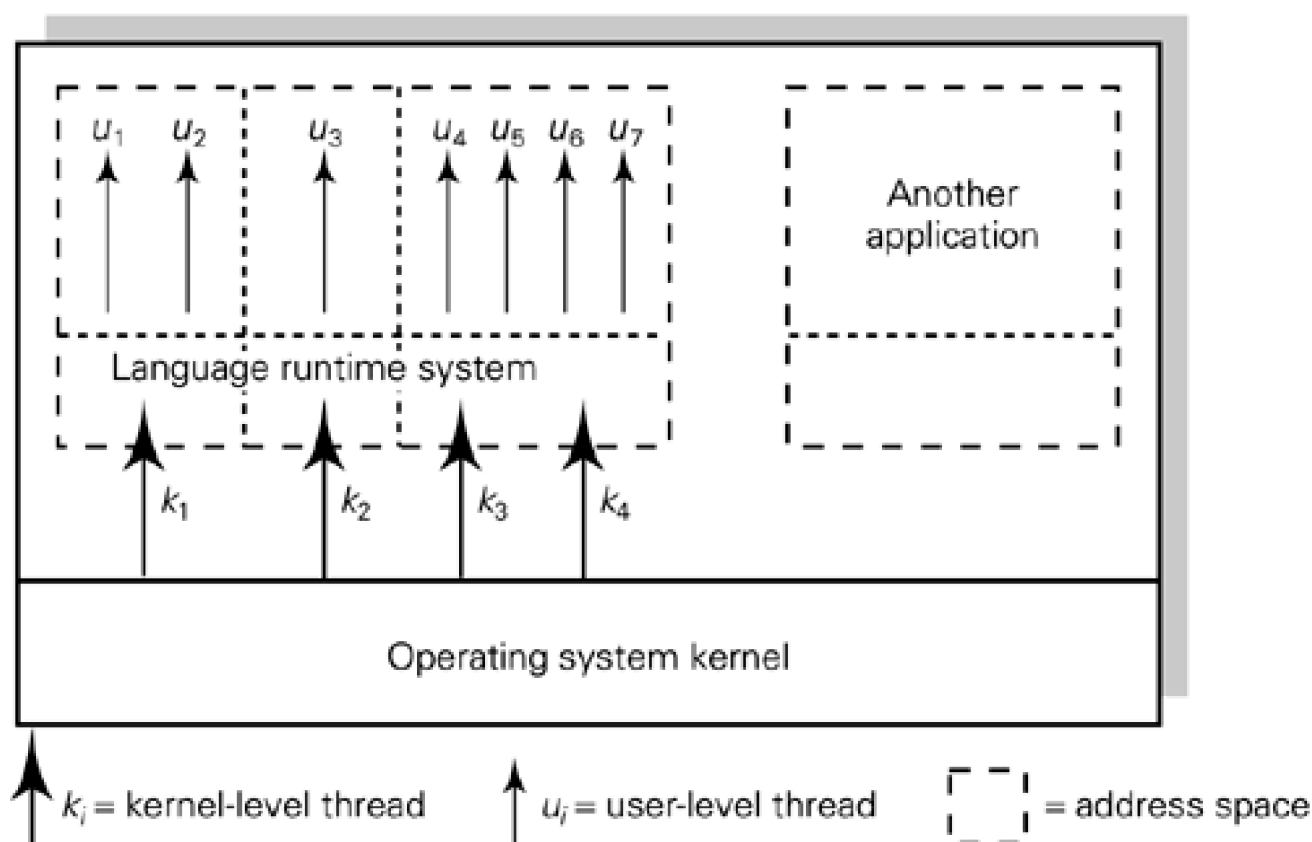 u₁ u₂ u₃ u₄ u₅ u₆ u₇
Another
application
Language runtime system
k₁ k₂ k₃ k₄
Operating system kernel
kᵢ = kernel-level thread
uᵢ = user-level thread
= address space